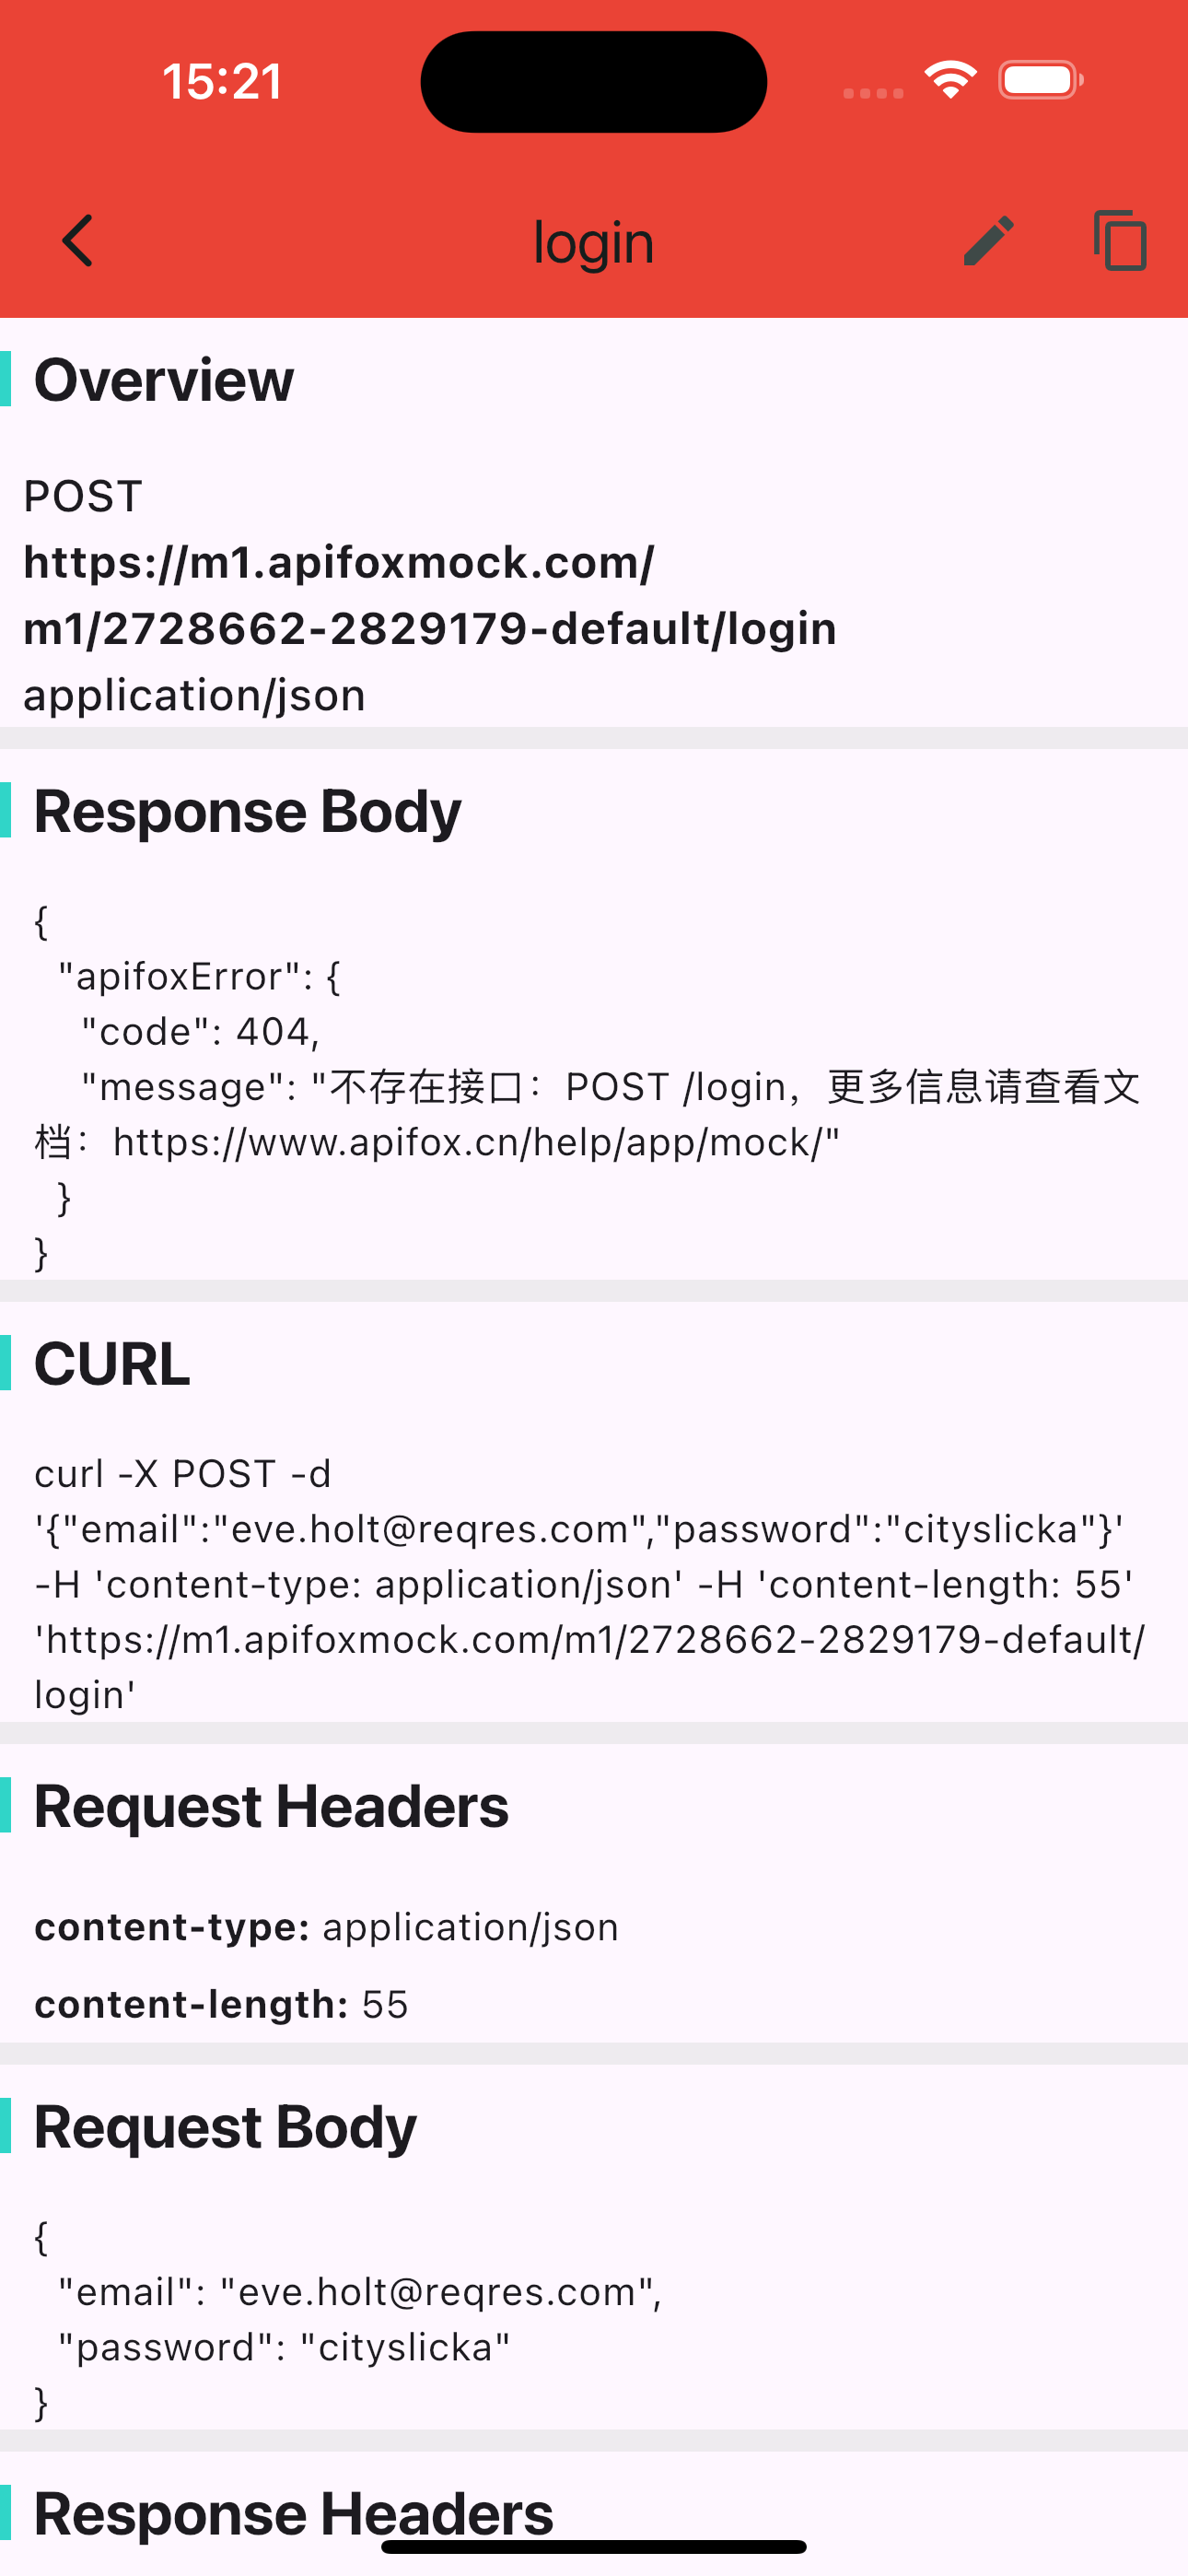 15:21
login
Overview
POST
https://m1.apifoxmock.com/
m1/2728662-2829179-default/login
application/json
Response Body
{
"apifoxError": {
"code": 404,
"message": "不存在接口：POST /login，更多信息请查看文
档：https://www.apifox.cn/help/app/mock/"
}
}
CURL
curl -X POST -d
'{"email":"eve.holt@reqres.com","password":"cityslicka"}'
-H 'content-type: application/json' -H 'content-length: 55'
'https://m1.apifoxmock.com/m1/2728662-2829179-default/
login'
Request Headers
content-type: application/json
content-length: 55
Request Body
{
"email": "eve.holt@reqres.com",
"password": "cityslicka"
}
Response Headers